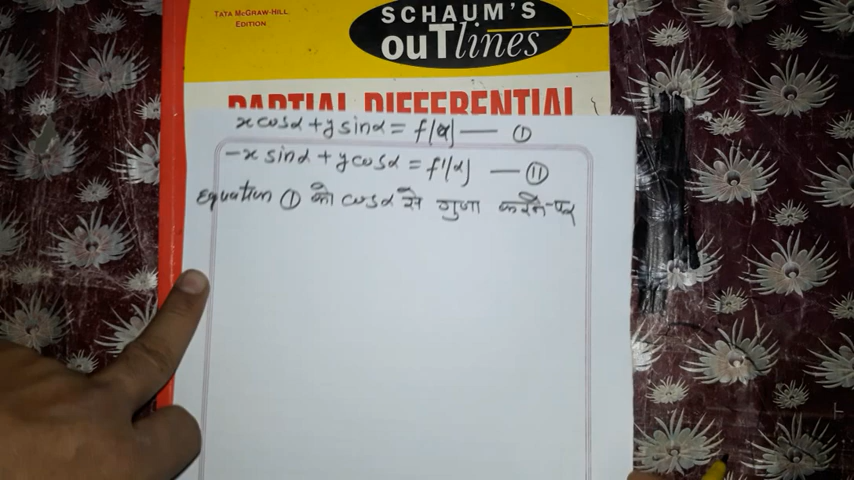 TATA McGRAW-HILL
EDITION
SCHAUM'S
ouTlines
PARTIAL DIFFERENTIAL
x cosα + y sinα = f(α) — ①
-x sinα + y cosα = f'(α) — ⑪
equation ① को cosα से गुणा करने-पर